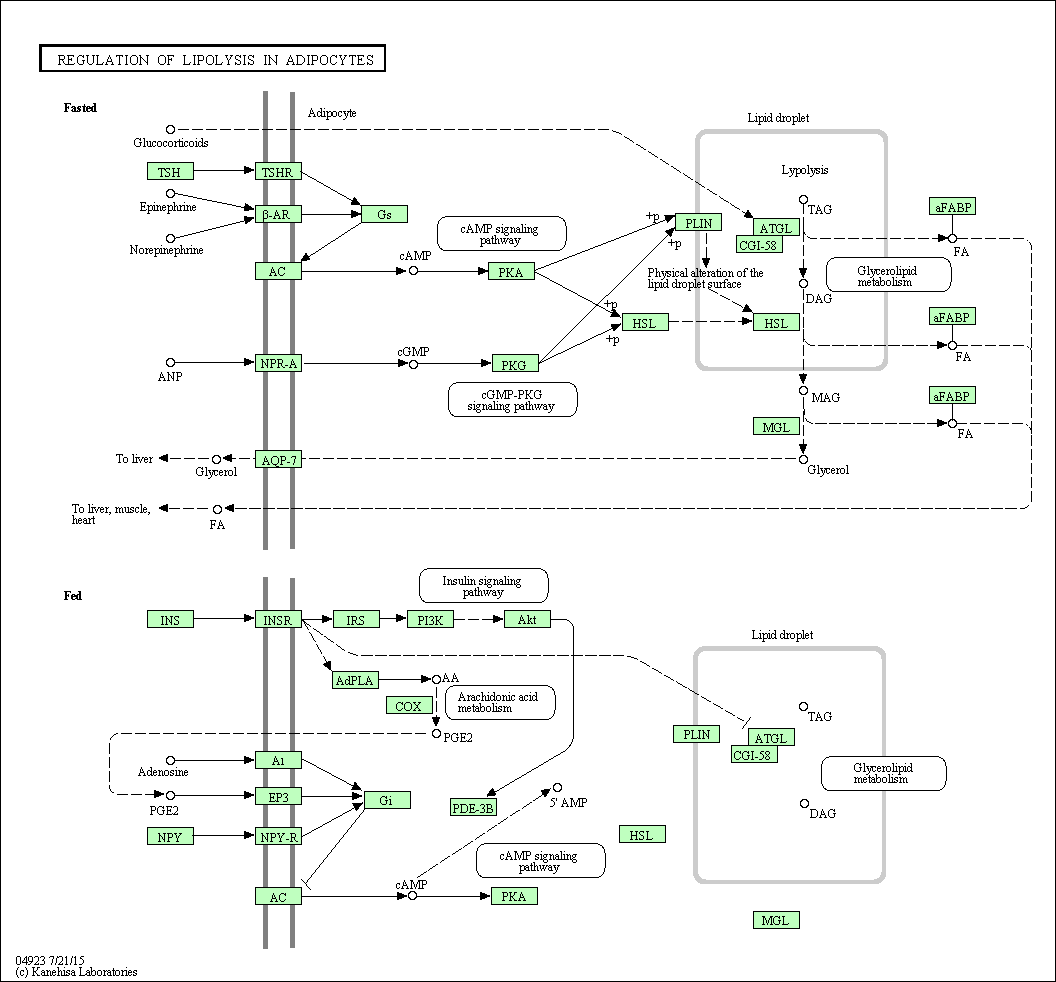 REGULATION OF LIPOLYSIS IN ADIPOCYTES
Fasted
Adipocyte
Lipid droplet
Glucocorticoids
TSH
TSHR
Lypolysis
Epinephrine
β-AR
Gs
+p
PLIN
ATGL
CGI-58
TAG
aFABP
FA
Norepinephrine
cAMP signaling
pathway
+p
AC
cAMP
PKA
Physical alteration of the
lipid droplet surface
Glycerolipid
metabolism
DAG
+p
HSL
HSL
+p
aFABP
FA
ANP
NPR-A
cGMP
PKG
cGMP-PKG
signaling pathway
MAG
aFABP
FA
MGL
To liver
Glycerol
AQP-7
Glycerol
To liver, muscle,
heart
FA
Fed
Insulin signaling
pathway
INS
INSR
IRS
PI3K
Akt
Lipid droplet
AdPLA
AA
COX
Arachidonic acid
metabolism
PGE2
PLIN
ATGL
CGI-58
TAG
Adenosine
A1
Glycerolipid
metabolism
PGE2
EP3
Gi
PDE-3B
5' AMP
DAG
NPY
NPY-R
HSL
cAMP signaling
pathway
AC
cAMP
PKA
MGL
04923 7/21/15
(c) Kanehisa Laboratories